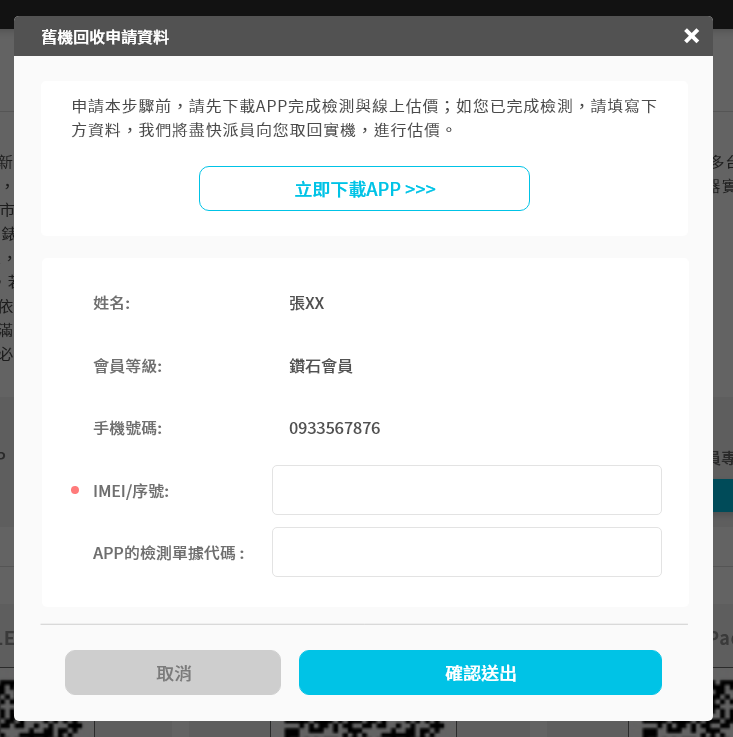 舊機回收申請資料
申請本步驟前，請先下載APP完成檢測與線上估價；如您已完成檢測，請填寫下
方資料，我們將盡快派員向您取回實機，進行估價。
立即下載APP >>>
姓名:
張XX
會員等級:
鑽石會員
手機號碼:
0933567876
IMEI/序號:
APP的檢測單據代碼 :
取消
確認送出